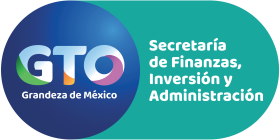 GTO
Grandeza de México
Secretaría
de Finanzas,
Inversión y
Administración